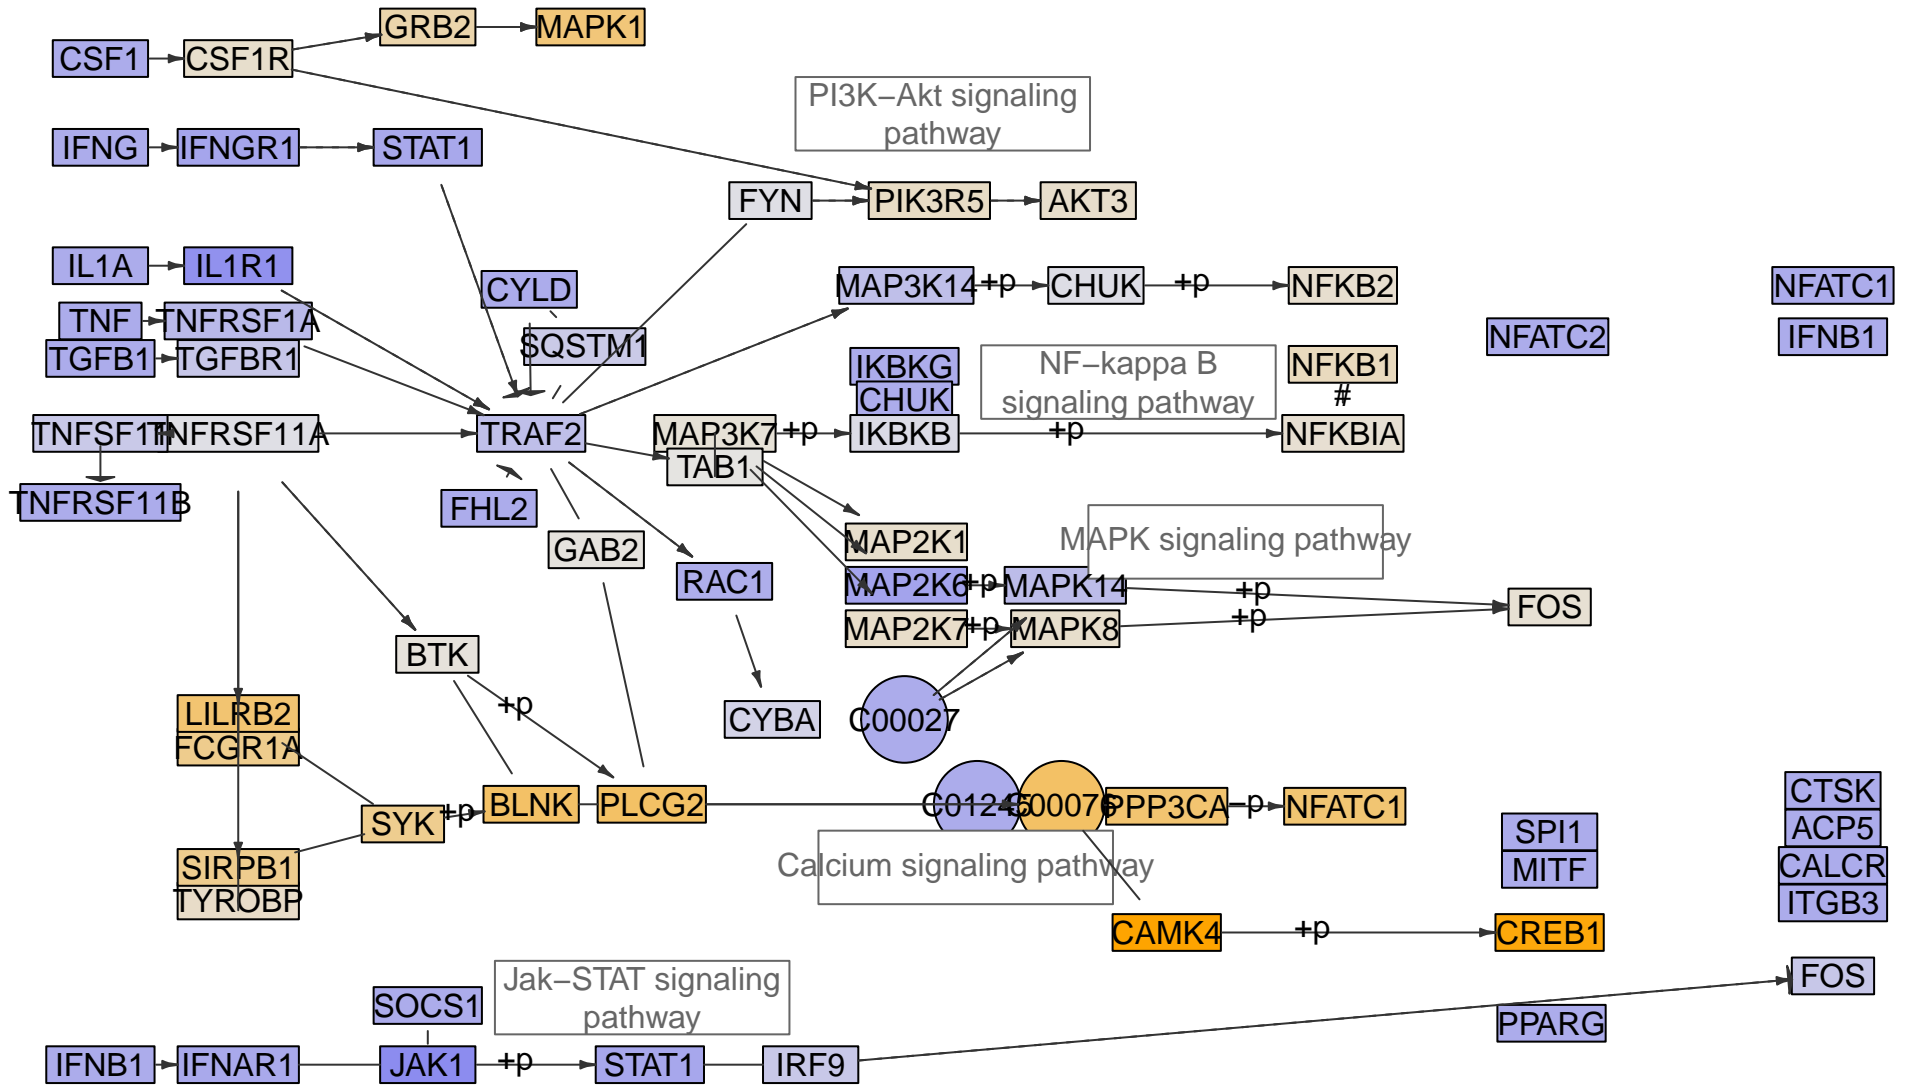 GRB2
MAPK1
CSF1
CSF1R
PI3K–Akt signaling
pathway
IFNG
IFNGR1
STAT1
FYN
PIK3R5
AKT3
IL1A
IL1R1
CYLD
MAP3K14
+p
CHUK
+p
NFKB2
NFATC1
TNF
TNFRSF1A
SQSTM1
NFATC2
IFNB1
TGFB1
TGFBR1
IKBKG
NF–kappa B
signaling pathway
NFKB1
#
CHUK
TNFRSF11A
TRAF2
MAP3K7
+p
IKBKB
+p
NFKBIA
TAB1
TNFRSF11B
FHL2
GAB2
MAP2K1
MAPK signaling pathway
RAC1
MAP2K6
+p
MAPK14
+p
FOS
MAP2K7
+p
MAPK8
+p
BTK
+p
LILRB2
CYBA
C00027
FCGR1A
SYK
+p
BLNK
PLCG2
C01245
C00076
PPP3CA
–p
NFATC1
CTSK
SPI1
ACP5
Calcium signaling pathway
SIRPB1
MITF
CALCR
TYROBP
ITGB3
CAMK4
+p
CREB1
Jak–STAT signaling
pathway
FOS
SOCS1
PPARG
IFNB1
IFNAR1
JAK1
+p
STAT1
IRF9